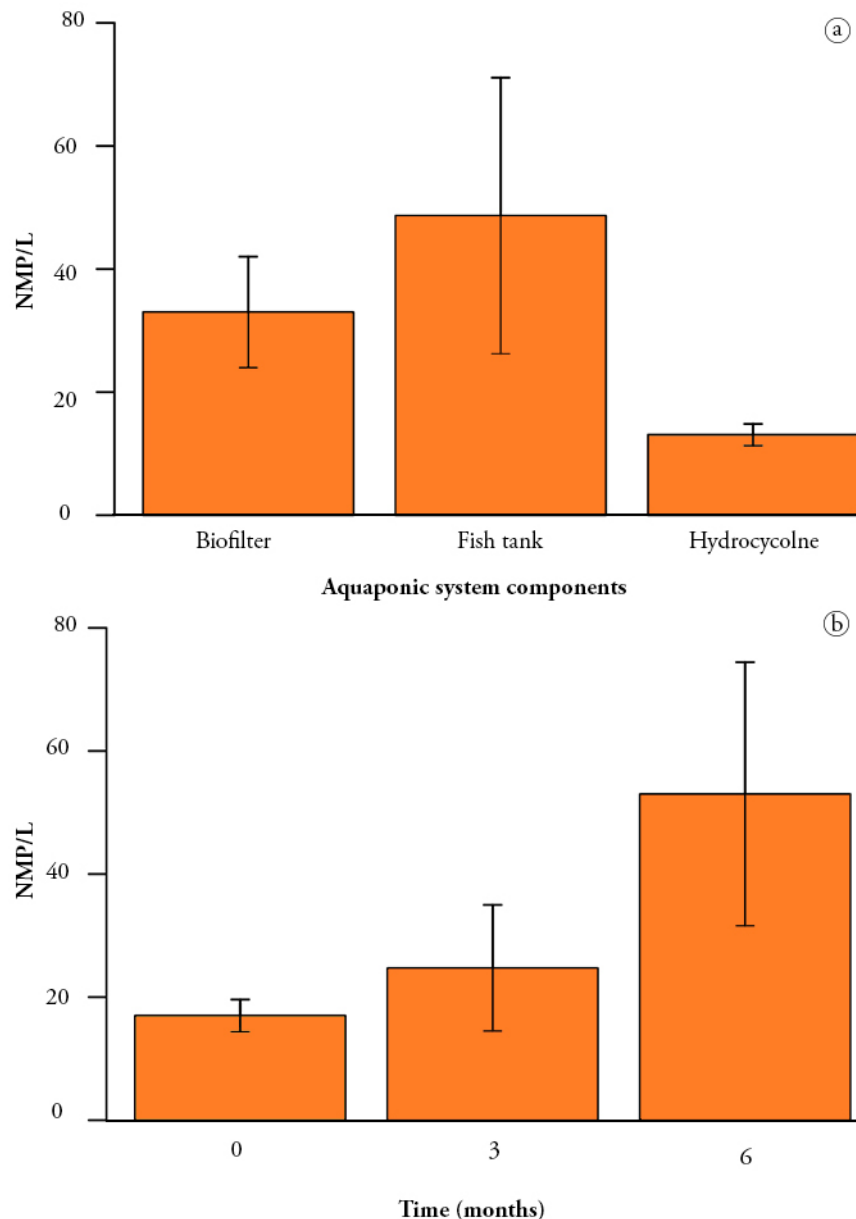 80
ⓐ
60
NMP/L
40
20
0
Biofilter Fish tank Hydrocycolne
Aquaponic system components
80
ⓑ
60
NMP/L
40
20
0
0 3 6
Time (months)